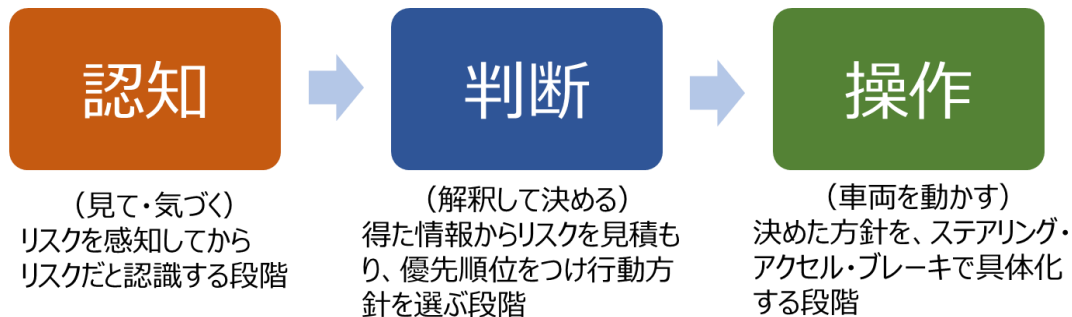 認知
判断
操作
（見て・気づく）
リスクを感知してから
リスクだと認識する段階
（解釈して決める）
得た情報からリスクを見積も
り、優先順位をつけ行動方
針を選ぶ段階
（車両を動かす）
決めた方針を、ステアリング・
アクセル・ブレーキで具体化
する段階